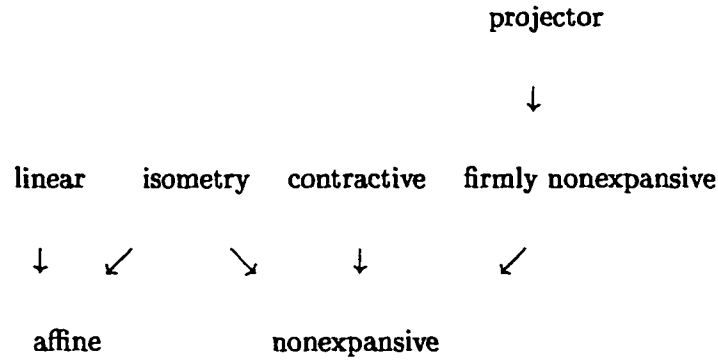 projector
↓
linear isometry contractive firmly nonexpansive
↓ ↙ ↘ ↓ ↙
affine nonexpansive